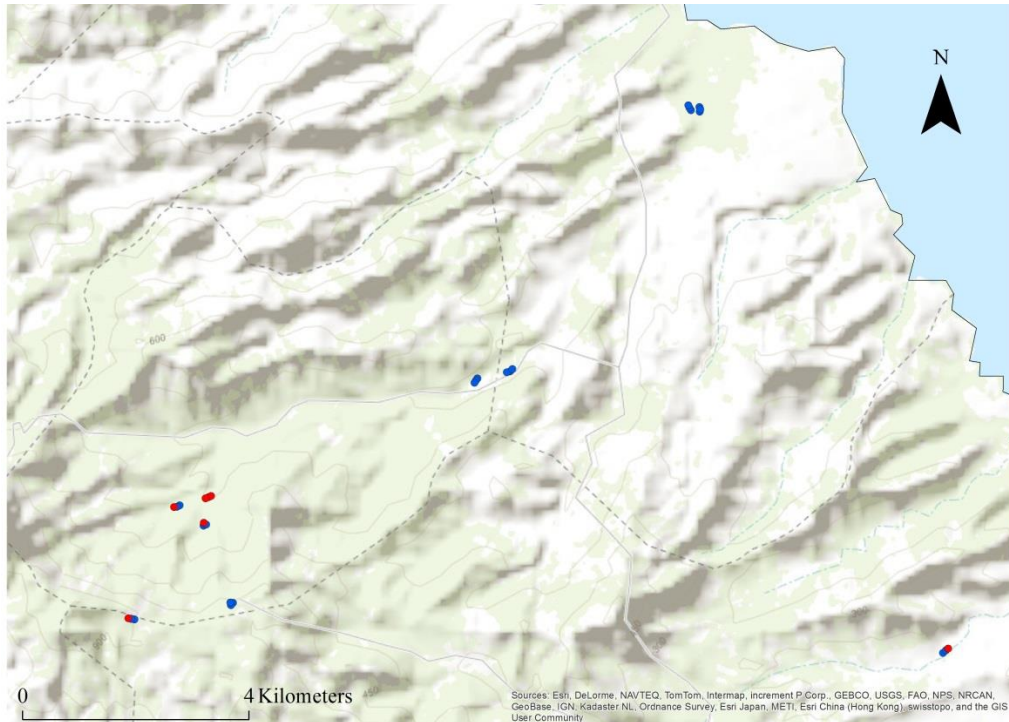 N
600
0
4 Kilometers
450
Sources: Esri, DeLorme, NAVTEQ, TomTom, Intermap, increment P Corp., GEBCO, USGS, FAO, NPS, NRCAN,
GeoBase, IGN, Kadaster NL, Ordnance Survey, Esri Japan, METI, Esri China (Hong Kong), swisstopo, and the GIS
User Community